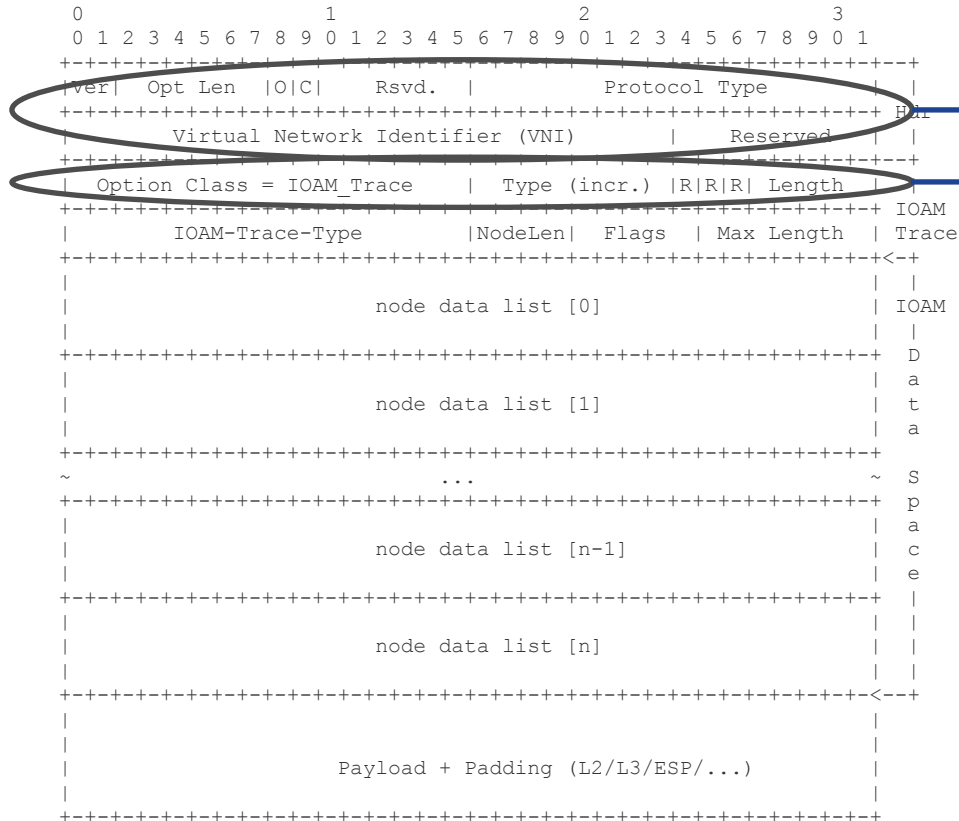 0                   1                   2                   3
0 1 2 3 4 5 6 7 8 9 0 1 2 3 4 5 6 7 8 9 0 1 2 3 4 5 6 7 8 9 0 1
+-+-+-+-+-+-+-+-+-+-+-+-+-+-+-+-+-+-+-+-+-+-+-+-+-+-+-+-+-+-+-+-+--+
|Ver|  Opt Len  |O|C|    Rsvd.  |          Protocol Type        |  |
+-+-+-+-+-+-+-+-+-+-+-+-+-+-+-+-+-+-+-+-+-+-+-+-+-+-+-+-+-+-+-+-+ Hdr
|        Virtual Network Identifier (VNI)       |    Reserved   |  |
+-+-+-+-+-+-+-+-+-+-+-+-+-+-+-+-+-+-+-+-+-+-+-+-+-+-+-+-+-+-+-+-+--+
|  Option Class = IOAM_Trace    |  Type (incr.) |R|R|R| Length  |  |
+-+-+-+-+-+-+-+-+-+-+-+-+-+-+-+-+-+-+-+-+-+-+-+-+-+-+-+-+-+-+-+-+ IOAM
|        IOAM-Trace-Type        |NodeLen|  Flags  | Max Length  | Trace
+-+-+-+-+-+-+-+-+-+-+-+-+-+-+-+-+-+-+-+-+-+-+-+-+-+-+-+-+-+-+-+-+<-+
|                                                               |  |
|                        node data list [0]                     | IOAM
|                                                               |  |
+-+-+-+-+-+-+-+-+-+-+-+-+-+-+-+-+-+-+-+-+-+-+-+-+-+-+-+-+-+-+-+-+  D
|                                                               |  a
|                        node data list [1]                     |  t
|                                                               |  a
+-+-+-+-+-+-+-+-+-+-+-+-+-+-+-+-+-+-+-+-+-+-+-+-+-+-+-+-+-+-+-+-+
~                             ...                               ~  S
+-+-+-+-+-+-+-+-+-+-+-+-+-+-+-+-+-+-+-+-+-+-+-+-+-+-+-+-+-+-+-+-+  p
|                                                               |  a
|                        node data list [n-1]                   |  c
|                                                               |  e
+-+-+-+-+-+-+-+-+-+-+-+-+-+-+-+-+-+-+-+-+-+-+-+-+-+-+-+-+-+-+-+-+  |
|                                                               |  |
|                        node data list [n]                     |  |
|                                                               |  |
+-+-+-+-+-+-+-+-+-+-+-+-+-+-+-+-+-+-+-+-+-+-+-+-+-+-+-+-+-+-+-+-<--+
|                                                               |
|                                                               |
|                     Payload + Padding (L2/L3/ESP/...)         |
|                                                               |
+-+-+-+-+-+-+-+-+-+-+-+-+-+-+-+-+-+-+-+-+-+-+-+-+-+-+-+-+-+-+-+-+